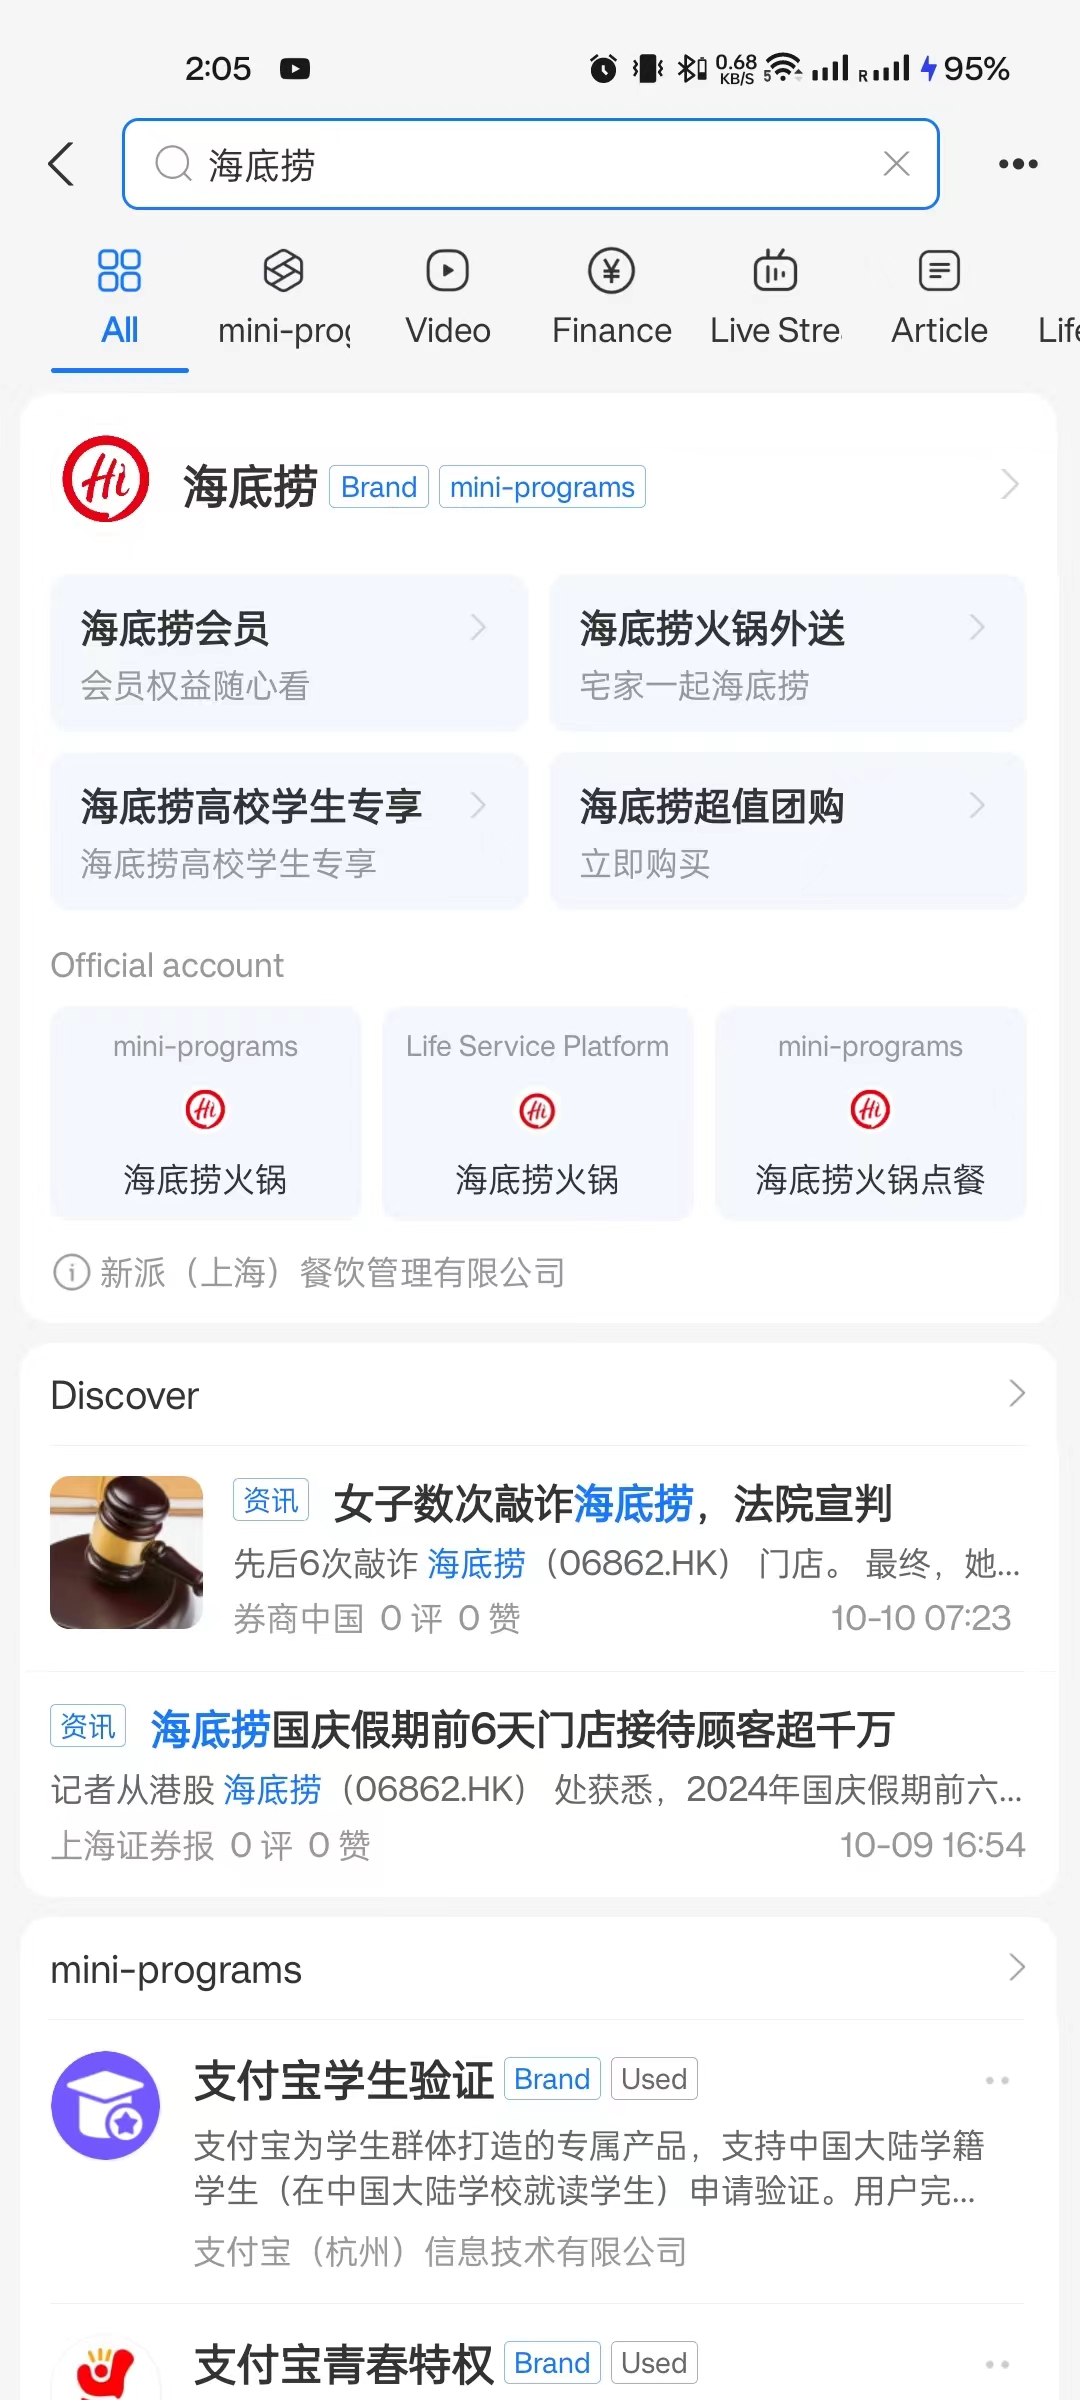 2:05
0.68 KB/S 5 R 95%
海底捞
All mini-prog Video Finance Live Stre Article Life
Hi 海底捞 Brand mini-programs
海底捞会员
会员权益随心看
海底捞火锅外送
宅家一起海底捞
海底捞高校学生专享
海底捞高校学生专享
海底捞超值团购
立即购买
Official account
mini-programs
Hi
海底捞火锅
Life Service Platform
Hi
海底捞火锅
mini-programs
Hi
海底捞火锅点餐
新派（上海）餐饮管理有限公司
Discover
资讯 女子数次敲诈海底捞，法院宣判
先后6次敲诈 海底捞（06862.HK） 门店。 最终，她...
券商中国 0 评 0 赞 10-10 07:23
资讯 海底捞国庆假期前6天门店接待顾客超千万
记者从港股 海底捞（06862.HK） 处获悉，2024年国庆假期前六...
上海证券报 0 评 0 赞 10-09 16:54
mini-programs
支付宝学生验证 Brand Used
支付宝为学生群体打造的专属产品，支持中国大陆学籍
学生（在中国大陆学校就读学生）申请验证。用户完...
支付宝（杭州）信息技术有限公司
支付宝青春特权 Brand Used